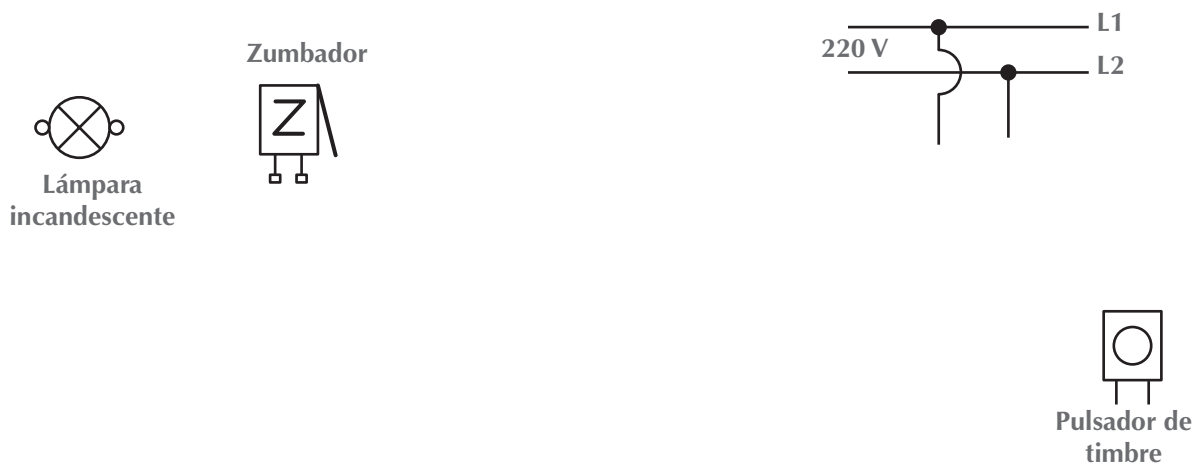 L1
220 V
L2
Zumbador
Z
Lámpara
incandescente
Pulsador de
timbre